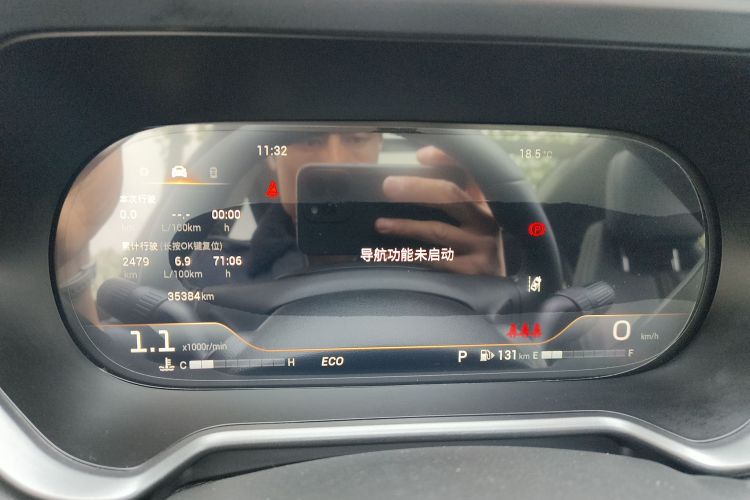 11:32
18.5°C
本次行驶
0.0 --.- 00:00
km L/100km h
累计行驶 (长按OK键复位)
2479 6.9 71:06
km L/100km h
导航功能未启动
35384km
1.1 x1000r/min
0 km/h
C H ECO P 131 km E F